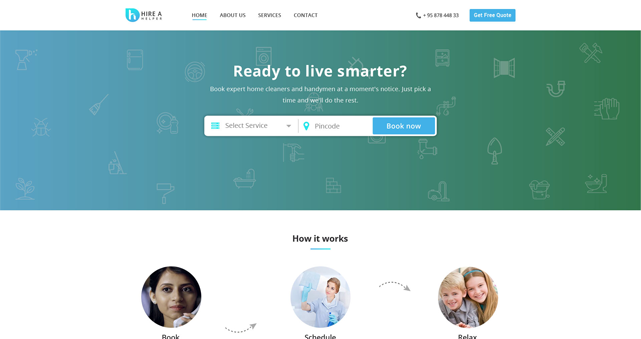 HIRE A
HELPER
HOME
ABOUT US
SERVICES
CONTACT
+ 95 878 448 33
Get Free Quote
Ready to live smarter?
Book expert home cleaners and handymen at a moment's notice. Just pick a
time and we'll do the rest.
Select Service
Pincode
Book now
How it works
Book
Schedule
Relax